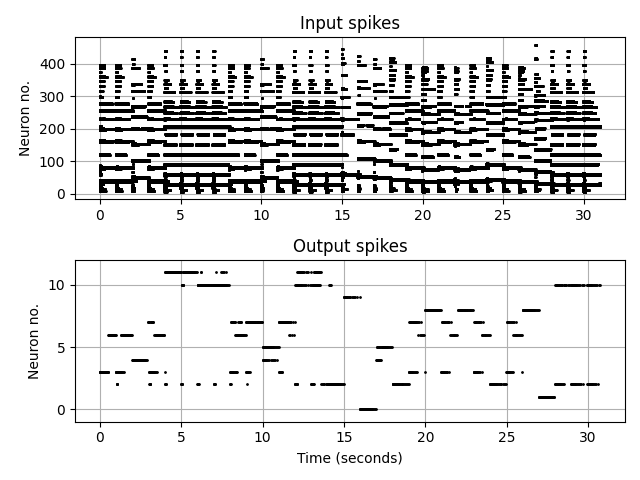 Input spikes
Neuron no.
400
300
200
100
0
0 5 10 15 20 25 30
Output spikes
Neuron no.
10
5
0
0 5 10 15 20 25 30
Time (seconds)